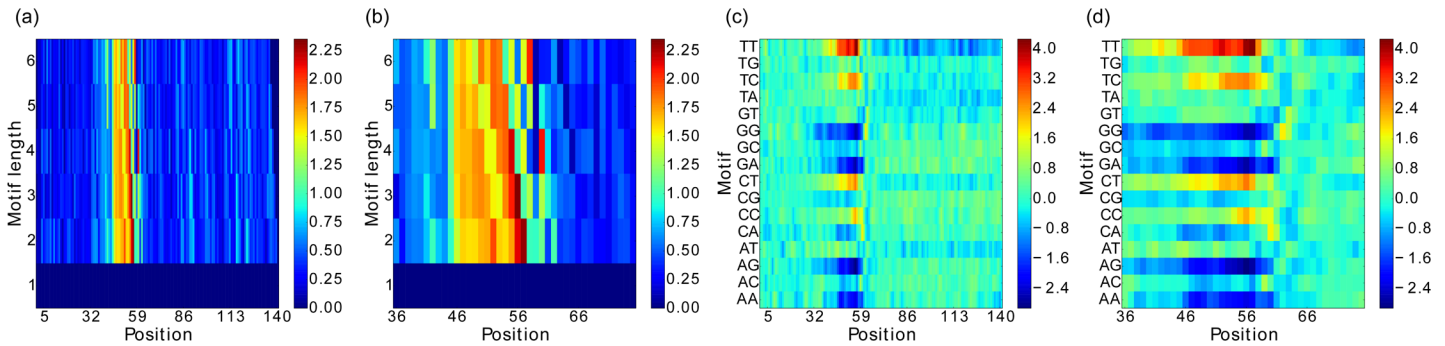 (a)
Motif length
6
5
4
3
2
1
5 32 59 86 113 140
Position
2.25
2.00
1.75
1.50
1.25
1.00
0.75
0.50
0.25
0.00
(b)
Motif length
6
5
4
3
2
1
36 46 56 66
Position
2.25
2.00
1.75
1.50
1.25
1.00
0.75
0.50
0.25
0.00
(c)
Motif
TT
TG
TC
TA
GT
GG
GC
GA
CT
CG
CC
CA
AT
AG
AC
AA
5 32 59 86 113 140
Position
4.0
3.2
2.4
1.6
0.8
0.0
−0.8
−1.6
−2.4
(d)
Motif
TT
TG
TC
TA
GT
GG
GC
GA
CT
CG
CC
CA
AT
AG
AC
AA
36 46 56 66
Position
4.0
3.2
2.4
1.6
0.8
0.0
−0.8
−1.6
−2.4